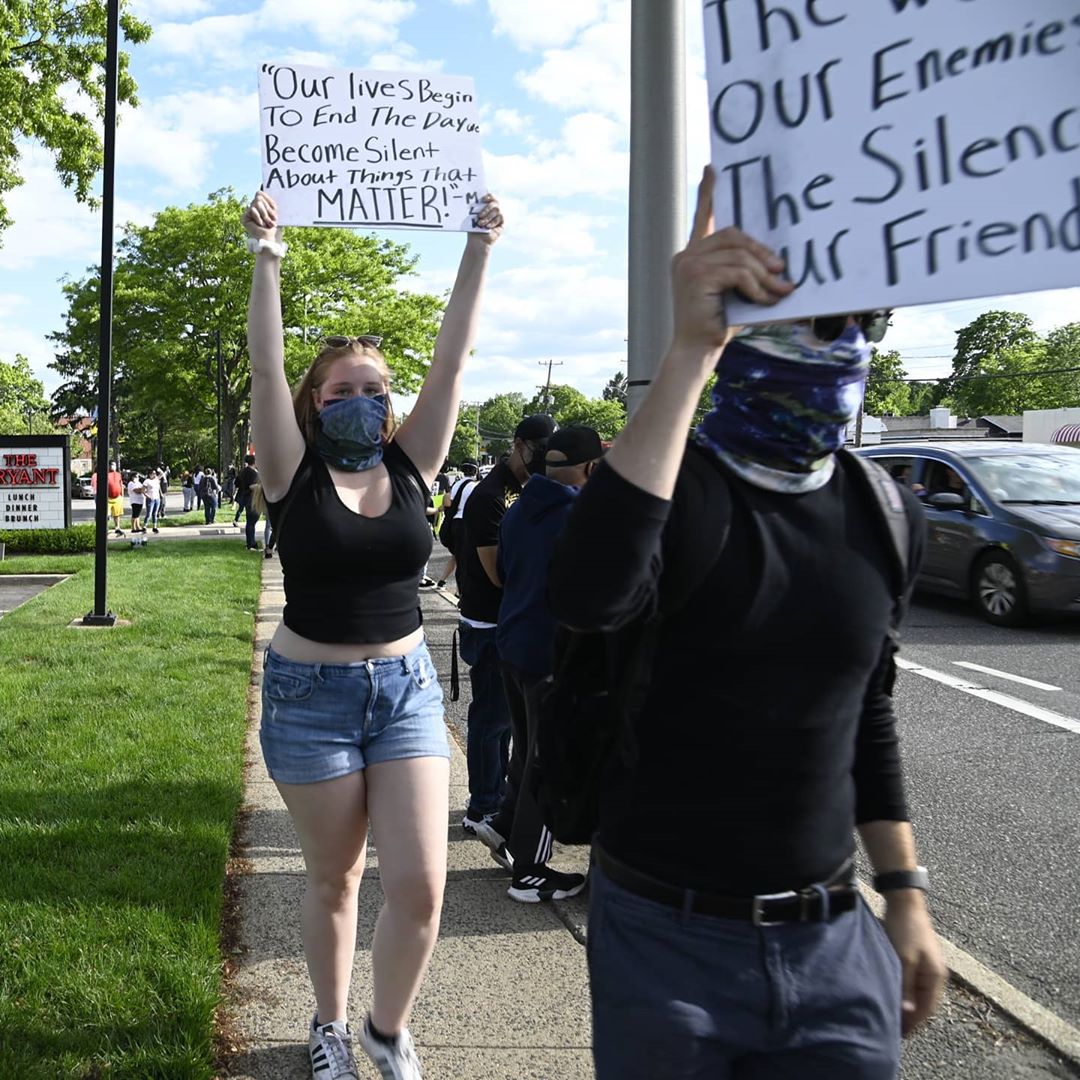 "Our lives Begin
To End The Day we
Become Silent
About Things That
MATTER!" - M
The
Our Enemies
The Silenc
ur Friend
THE
RYANT
LUNCH
DINNER
BRUNCH